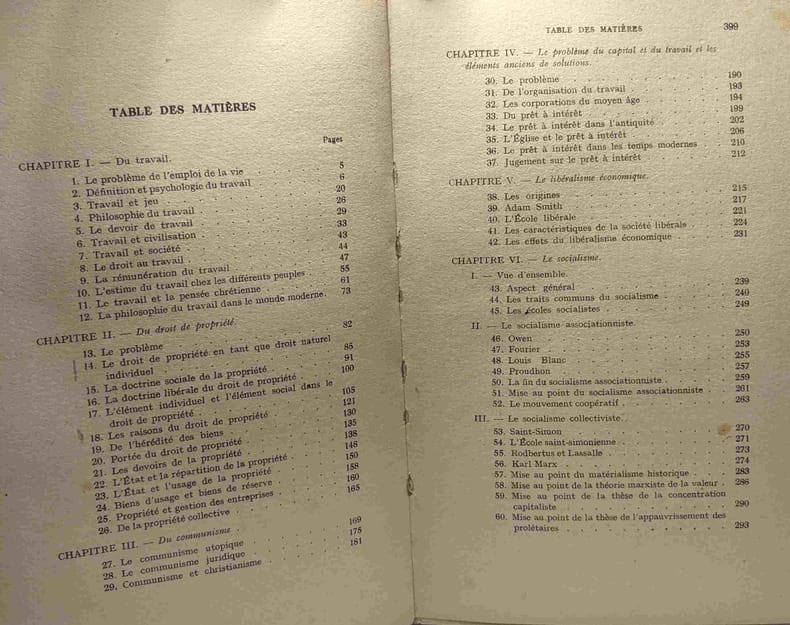 TABLE DES MATIÈRES
Pages
CHAPITRE I. — Du travail.
1. Le problème de l'emploi de la vie 5
2. Définition et psychologie du travail 6
3. Travail et jeu 20
4. Philosophie du travail 26
5. Le devoir de travail 29
6. Travail et civilisation 33
7. Travail et société 43
8. Le droit au travail 44
9. La rémunération du travail 47
10. L'estime du travail chez les différents peuples 55
11. Le travail et la pensée chrétienne 61
12. La philosophie du travail dans le monde moderne. 73
CHAPITRE II. — Du droit de propriété.
13. Le problème 82
14. Le droit de propriété en tant que droit naturel
individuel 85
15. La doctrine sociale de la propriété 91
16. La doctrine libérale du droit de propriété 100
17. L'élément individuel et l'élément social dans le
droit de propriété 105
18. Les raisons du droit de propriété 121
19. De l'hérédité des biens 130
20. Portée du droit de propriété 135
21. Les devoirs de la propriété 138
22. L'État et la répartition de la propriété
23. L'État et l'usage de la propriété 150
24. Biens d'usage et biens de réserve 158
25. Propriété et gestion des entreprises 160
26. De la propriété collective 165
CHAPITRE III. — Du communisme.
27. Le communisme utopique 169
28. Le communisme juridique 175
29. Communisme et christianisme 181
TABLE DES MATIÈRES 399
CHAPITRE IV. — Le problème du capital et du travail et les
éléments anciens de solutions.
30. Le problème 190
31. De l'organisation du travail 193
32. Les corporations du moyen âge 194
33. Du prêt à intérêt 199
34. Le prêt à intérêt dans l'antiquité 202
35. L'Église et le prêt à intérêt 206
36. Le prêt à intérêt dans les temps modernes 210
37. Jugement sur le prêt à intérêt 212
CHAPITRE V. — Le libéralisme économique.
38. Les origines 215
39. Adam Smith 217
40. L'École libérale 221
41. Les caractéristiques de la société libérale 224
42. Les effets du libéralisme économique 231
CHAPITRE VI. — Le socialisme.
I. — Vue d'ensemble.
43. Aspect général 239
44. Les traits communs du socialisme 240
45. Les écoles socialistes 249
II. — Le socialisme associationniste.
46. Owen 250
47. Fourier 253
48. Louis Blanc 255
49. Proudhon 257
50. La fin du socialisme associationniste 259
51. Mise au point du socialisme associationniste 261
52. Le mouvement coopératif 263
III. — Le socialisme collectiviste.
53. Saint-Simon 270
54. L'École saint-simonienne 271
55. Rodbertus et Lassalle 273
56. Karl Marx 274
57. Mise au point du matérialisme historique 283
58. Mise au point de la théorie marxiste de la valeur 286
59. Mise au point de la thèse de la concentration
capitaliste 290
60. Mise au point de la thèse de l'appauvrissement des
prolétaires 293